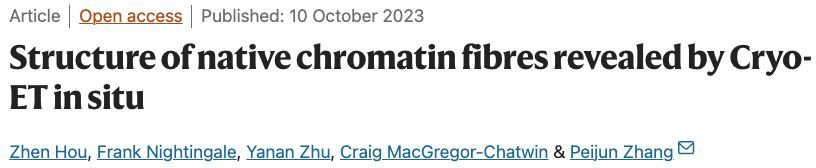 Article | Open access | Published: 10 October 2023
Structure of native chromatin fibres revealed by Cryo-
ET in situ
Zhen Hou, Frank Nightingale, Yanan Zhu, Craig MacGregor-Chatwin & Peijun Zhang